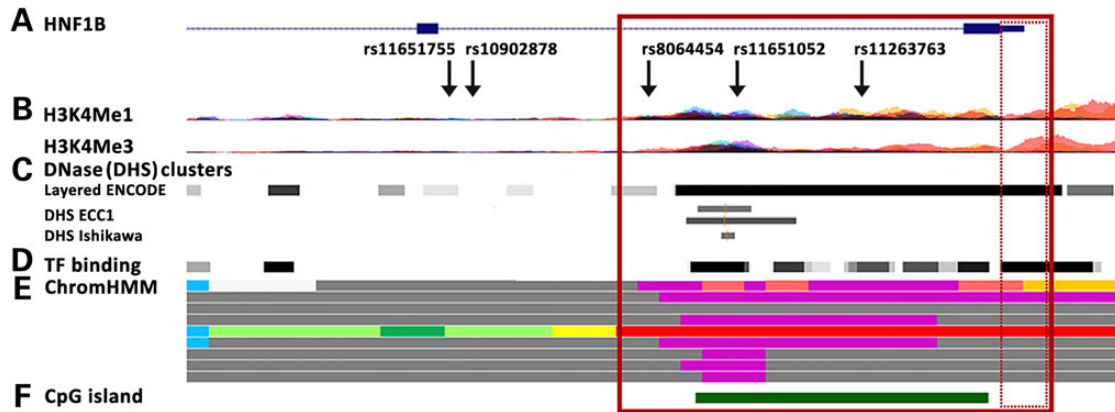 A HNF1B
rs11651755 rs10902878 rs8064454 rs11651052 rs11263763
B H3K4Me1
H3K4Me3
C DNase (DHS) clusters
Layered ENCODE
DHS ECC1
DHS Ishikawa
D TF binding
E ChromHMM
F CpG island